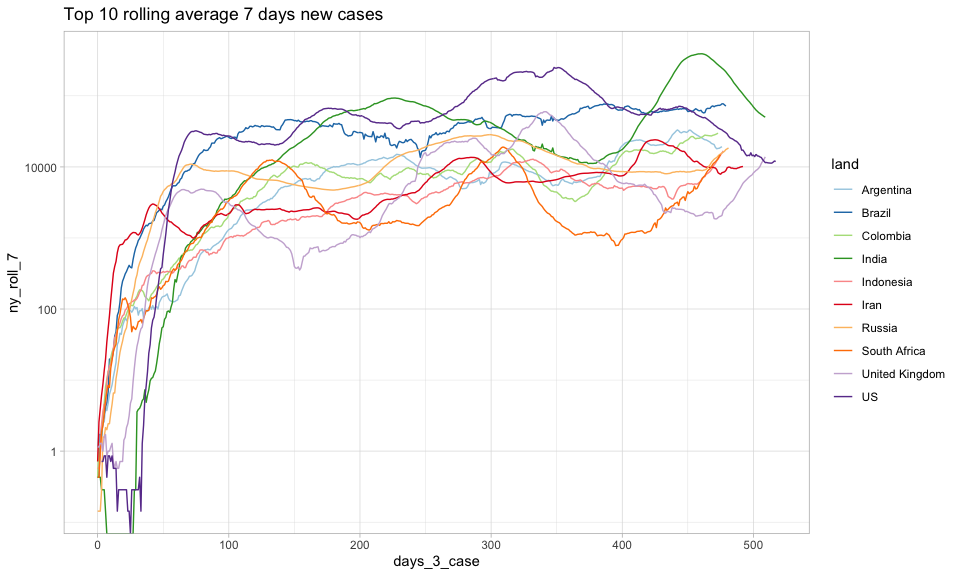 Top 10 rolling average 7 days new cases
ny_roll_7
10000
100
1
0
100
200
300
400
500
days_3_case
land
Argentina
Brazil
Colombia
India
Indonesia
Iran
Russia
South Africa
United Kingdom
US